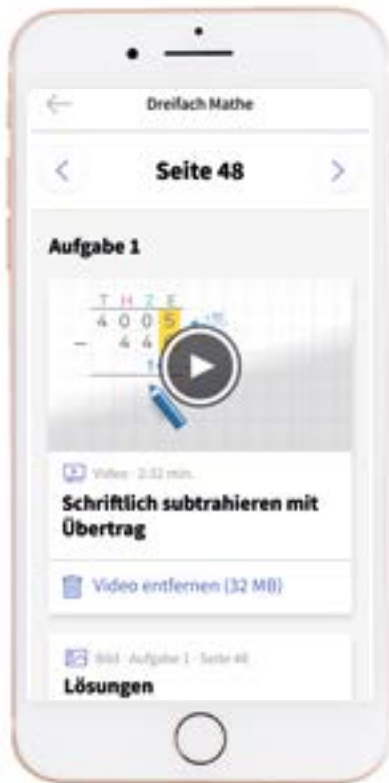 Dreifach Mathe
Seite 48
Aufgabe 1
T H Z E
4 0 0 5
- 4 4
Video · 2:32 min.
Schriftlich subtrahieren mit
Übertrag
Video entfernen (32 MB)
Bild · Aufgabe 1 · Seite 48
Lösungen